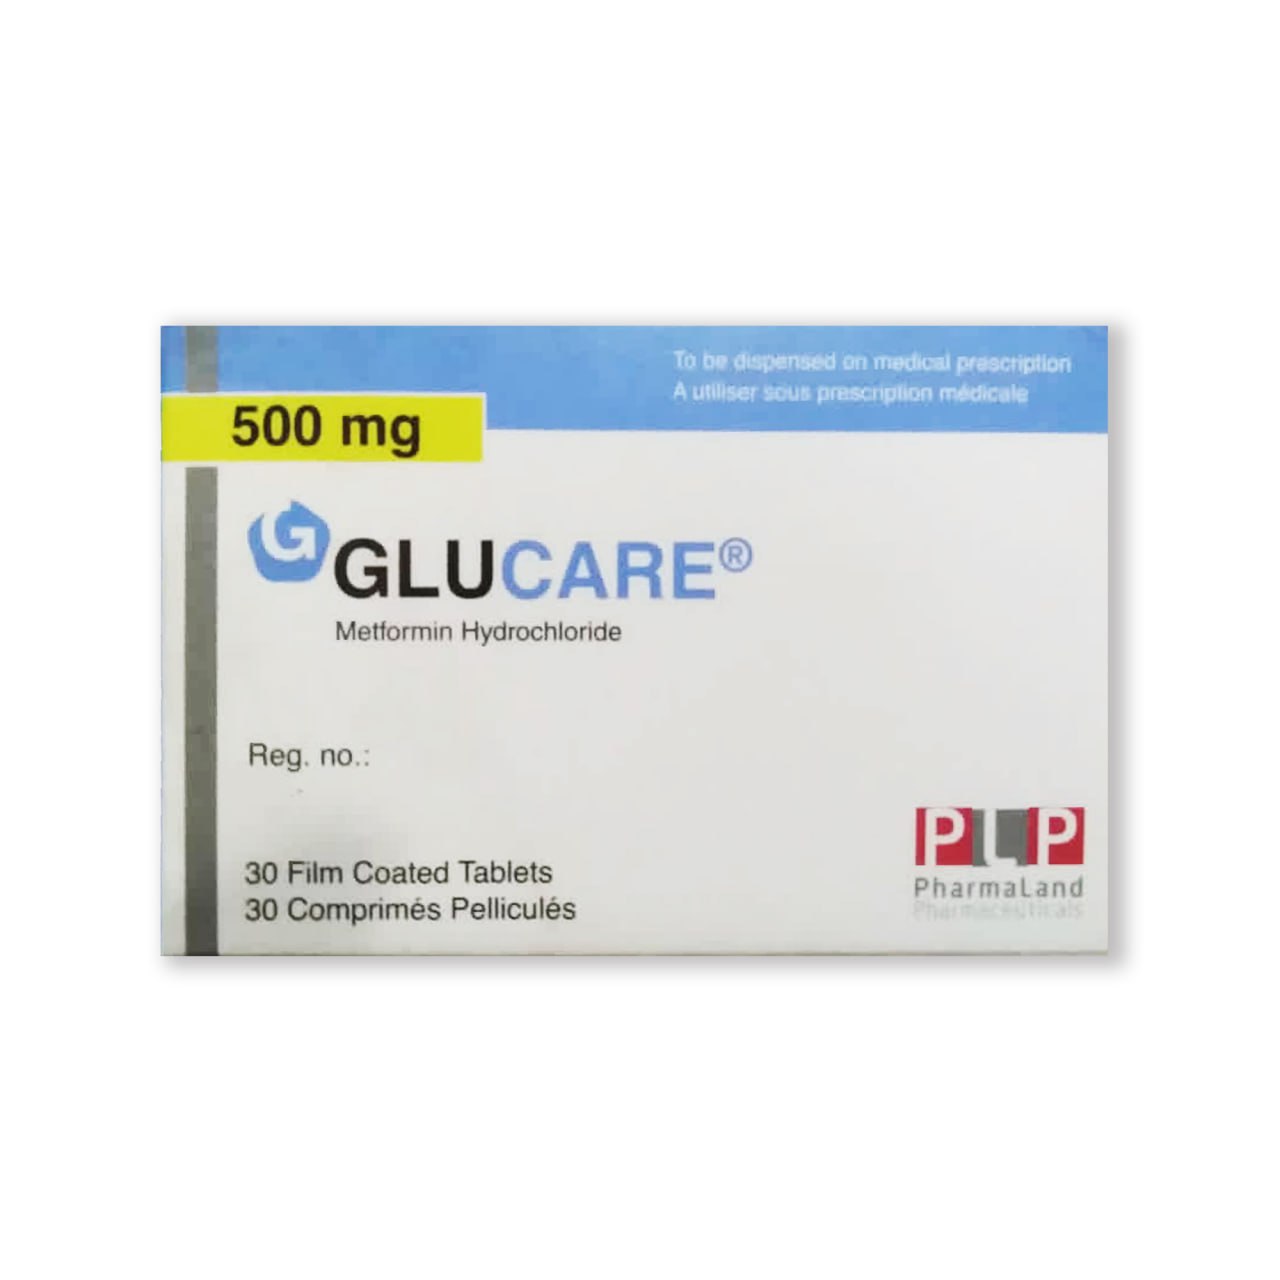 To be dispensed on medical prescription
A utiliser sous prescription médicale
500 mg
G
GLUCARE®
Metformin Hydrochloride
Reg. no.:
30 Film Coated Tablets
30 Comprimés Pelliculés
PLP
PharmaLand
Pharmaceuticals